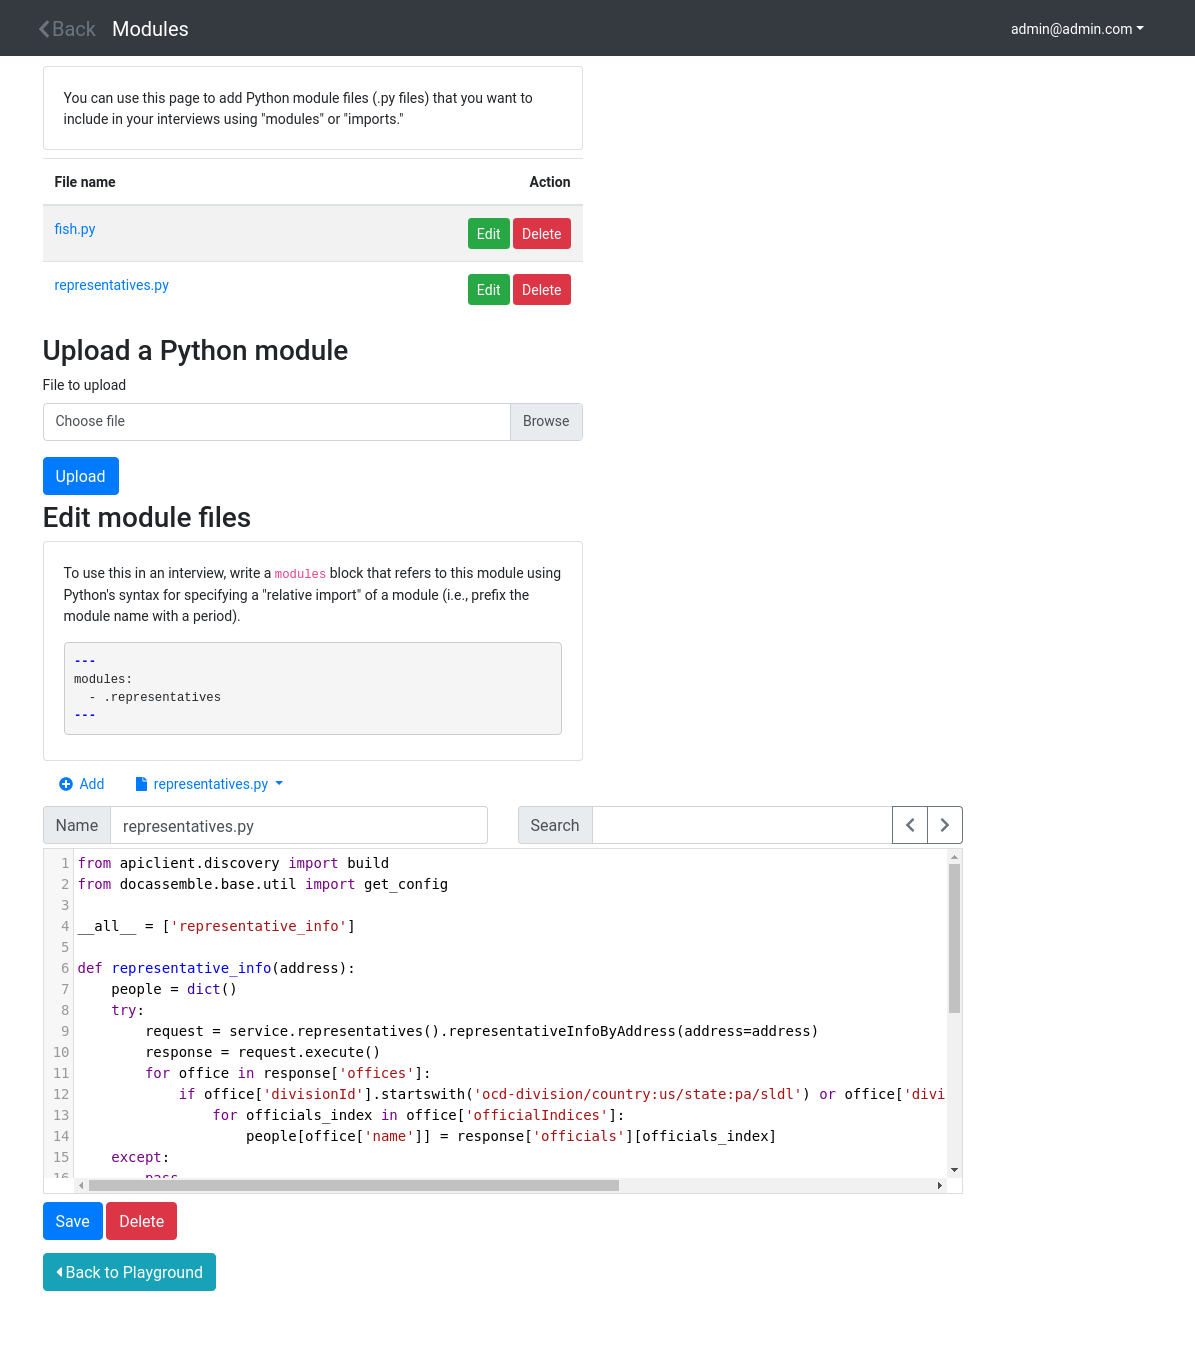 Back Modules admin@admin.com
You can use this page to add Python module files (.py files) that you want to
include in your interviews using "modules" or "imports."
File name Action
fish.py Edit Delete
representatives.py Edit Delete
Upload a Python module
File to upload
Choose file Browse
Upload
Edit module files
To use this in an interview, write a modules block that refers to this module using
Python's syntax for specifying a "relative import" of a module (i.e., prefix the
module name with a period).
---
modules:
  - .representatives
---
Add representatives.py
Name representatives.py Search
1 from apiclient.discovery import build
2 from docassemble.base.util import get_config
3
4 __all__ = ['representative_info']
5
6 def representative_info(address):
7     people = dict()
8     try:
9         request = service.representatives().representativeInfoByAddress(address=address)
10         response = request.execute()
11         for office in response['offices']:
12             if office['divisionId'].startswith('ocd-division/country:us/state:pa/sldl') or office['divi
13                 for officials_index in office['officialIndices']:
14                     people[office['name']] = response['officials'][officials_index]
15     except:
16         pass
Save Delete
Back to Playground